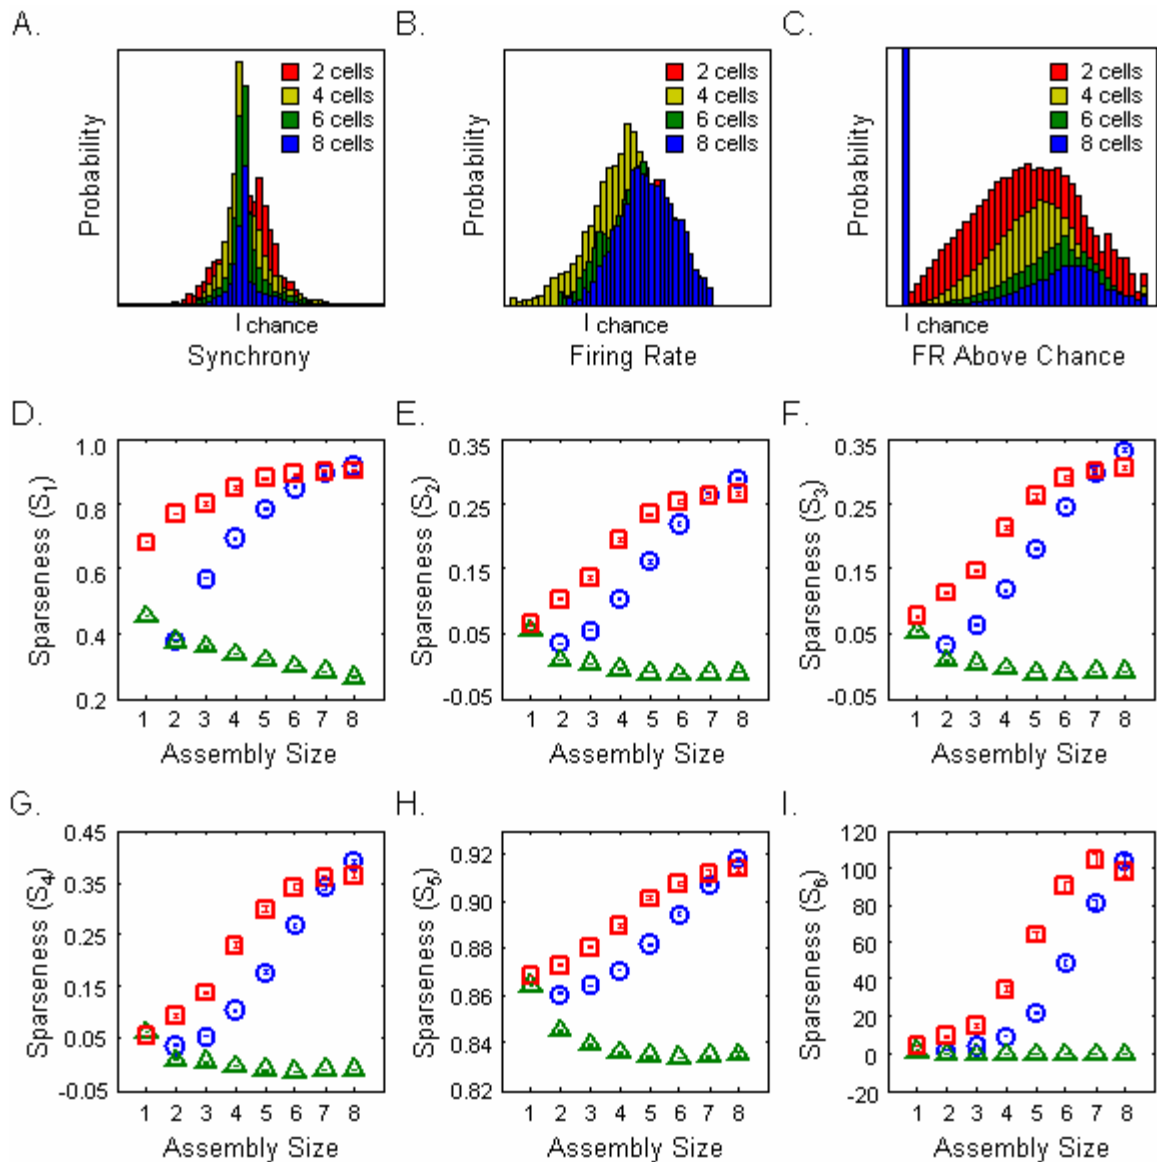 A.
Probability
2 cells
4 cells
6 cells
8 cells
chance
Synchrony
B.
Probability
2 cells
4 cells
6 cells
8 cells
chance
Firing Rate
C.
Probability
2 cells
4 cells
6 cells
8 cells
chance
FR Above Chance
D.
Sparseness (S1)
1.0
0.8
0.6
0.4
0.2
1 2 3 4 5 6 7 8
Assembly Size
E.
Sparseness (S2)
0.35
0.25
0.15
0.05
-0.05
1 2 3 4 5 6 7 8
Assembly Size
F.
Sparseness (S3)
0.35
0.25
0.15
0.05
-0.05
1 2 3 4 5 6 7 8
Assembly Size
G.
Sparseness (S4)
0.45
0.35
0.25
0.15
0.05
-0.05
1 2 3 4 5 6 7 8
Assembly Size
H.
Sparseness (S5)
0.92
0.90
0.88
0.86
0.84
0.82
1 2 3 4 5 6 7 8
Assembly Size
I.
Sparseness (S6)
120
100
80
60
40
20
0
-20
1 2 3 4 5 6 7 8
Assembly Size